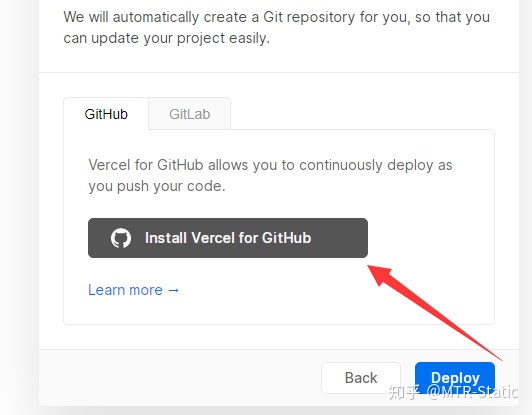 We will automatically create a Git repository for you, so that you
can update your project easily.
GitHub
GitLab
Vercel for GitHub allows you to continuously deploy as
you push your code.
Install Vercel for GitHub
Learn more →
Back
Deploy
知乎 @MTR-Static